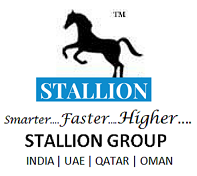 TM
STALLION
Smarter....Faster....Higher....
STALLION GROUP
INDIA | UAE | QATAR | OMAN